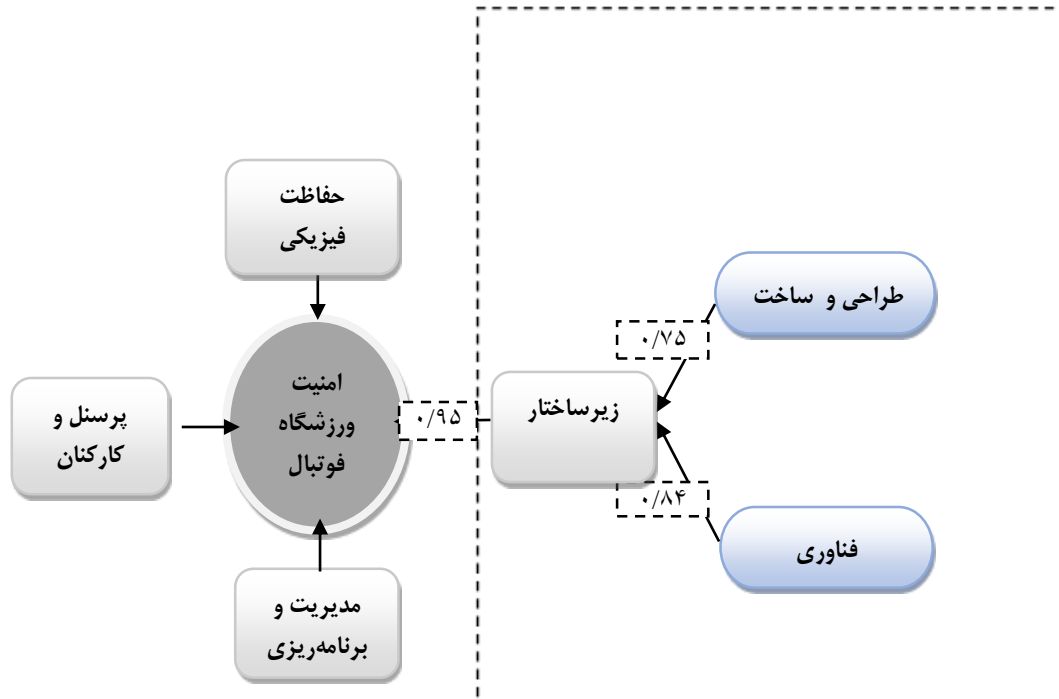 حفاظت
فیزیکی
طراحی و ساخت
۰/۷۵
امنیت
ورزشگاه
فوتبال
۰/۹۵
زیرساختار
پرسنل و
کارکنان
۰/۸۴
فناوری
مدیریت و
برنامه‌ریزی